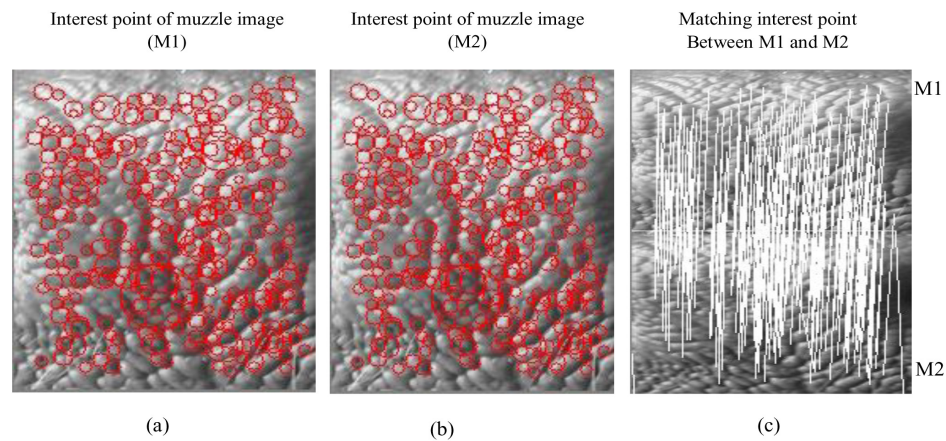 Interest point of muzzle image
(M1)
Interest point of muzzle image
(M2)
Matching interest point
Between M1 and M2
M1
M2
(a)
(b)
(c)